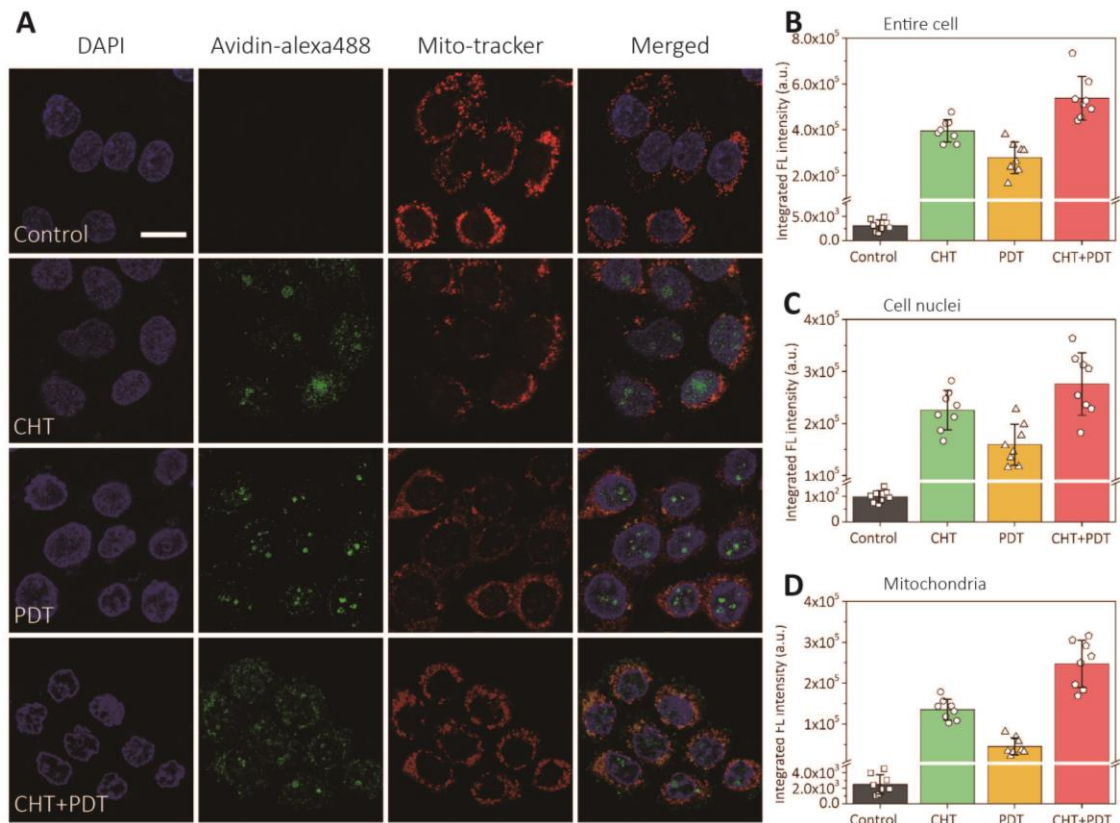 A
DAPI Avidin-alexa488 Mito-tracker Merged
Control
CHT
PDT
CHT+PDT
B Entire cell
Integrated FL intensity (a.u.)
8.0x10⁵
6.0x10⁵
4.0x10⁵
2.0x10⁵
5.0x10³
0.0
Control CHT PDT CHT+PDT
C Cell nuclei
Integrated FL intensity (a.u.)
4x10⁵
3x10⁵
2x10⁵
1x10⁵
1x10²
0
Control CHT PDT CHT+PDT
D Mitochondria
Integrated FL intensity (a.u.)
4x10⁵
3x10⁵
2x10⁵
1x10⁵
4.0x10³
2.0x10³
0.0
Control CHT PDT CHT+PDT